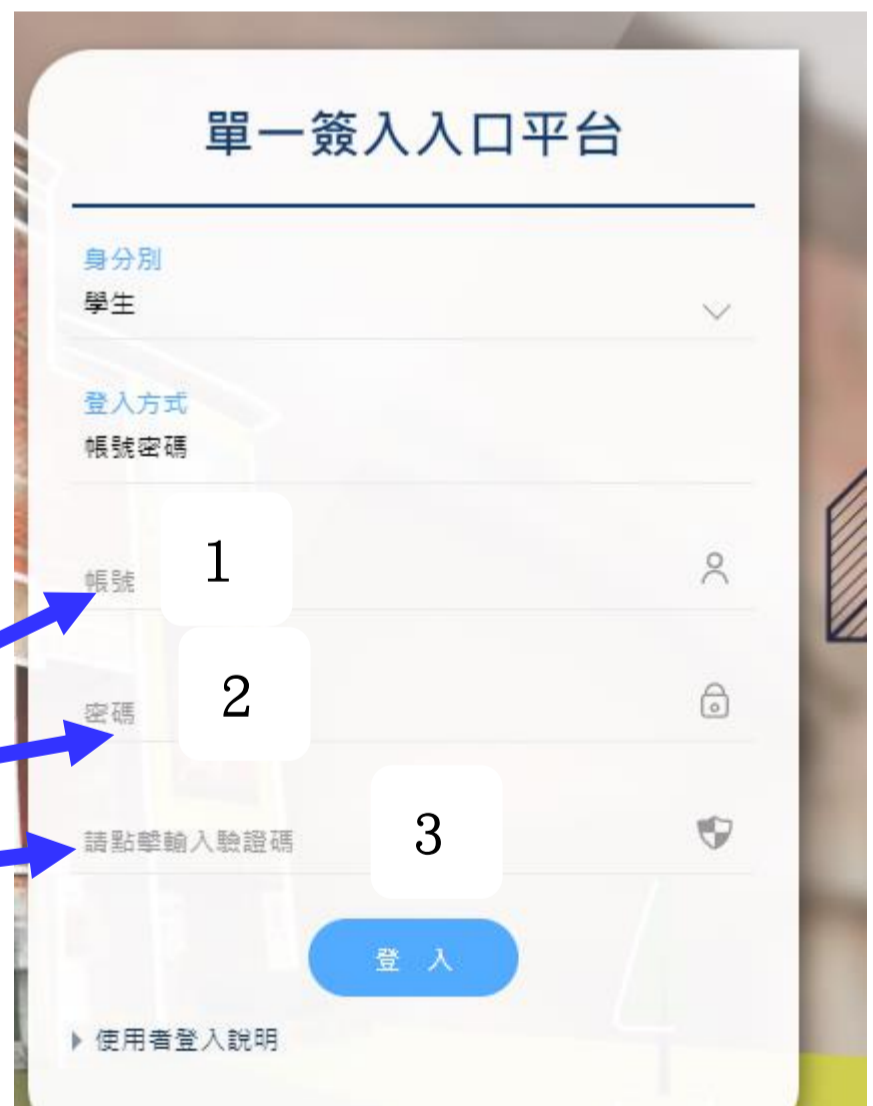 單一簽入入口平台
身分別
學生
登入方式
帳號密碼
帳號 1
密碼 2
請點擊輸入驗證碼 3
登 入
使用者登入說明